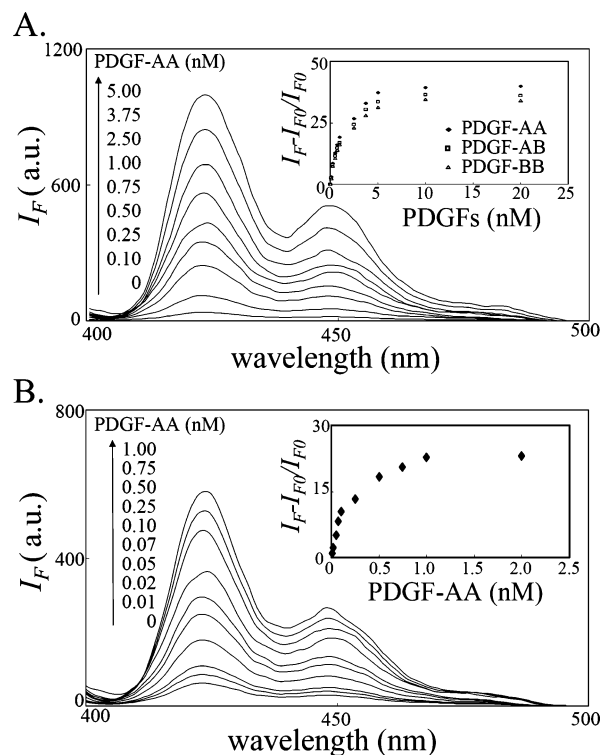 A.
1200
600
0
I_F (a.u.)
PDGF-AA (nM)
5.00
3.75
2.50
1.00
0.75
0.50
0.25
0.10
0
50
25
0
I_F-I_F0/I_F0
PDGF-AA
PDGF-AB
PDGF-BB
0 5 10 15 20 25
PDGFs (nM)
400 450 500
wavelength (nm)
B.
800
400
0
I_F (a.u.)
PDGF-AA (nM)
1.00
0.75
0.50
0.25
0.10
0.07
0.05
0.02
0.01
0
30
15
0
I_F-I_F0/I_F0
0 0.5 1.0 1.5 2.0 2.5
PDGF-AA (nM)
400 450 500
wavelength (nm)